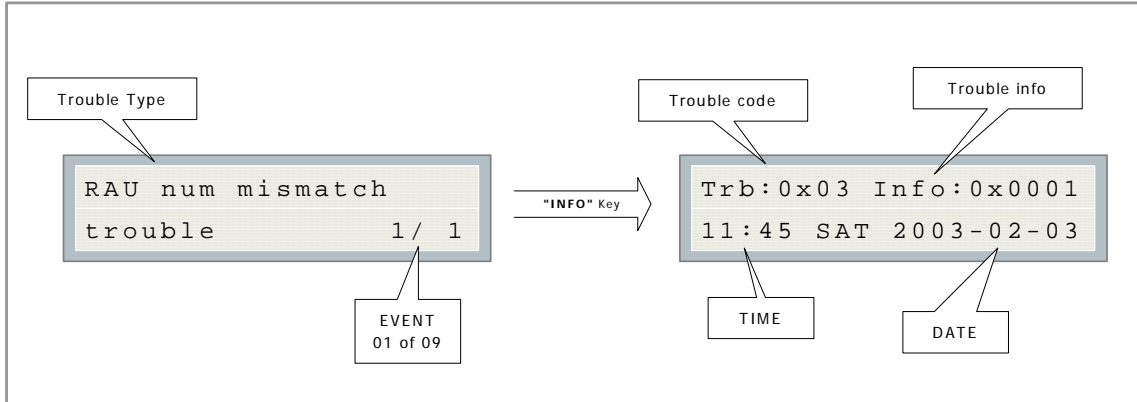 Trouble Type
RAU num mismatch
trouble 1/ 1
EVENT
01 of 09
"INFO" Key
Trouble code
Trouble info
Trb:0x03 Info:0x0001
11:45 SAT 2003-02-03
TIME
DATE